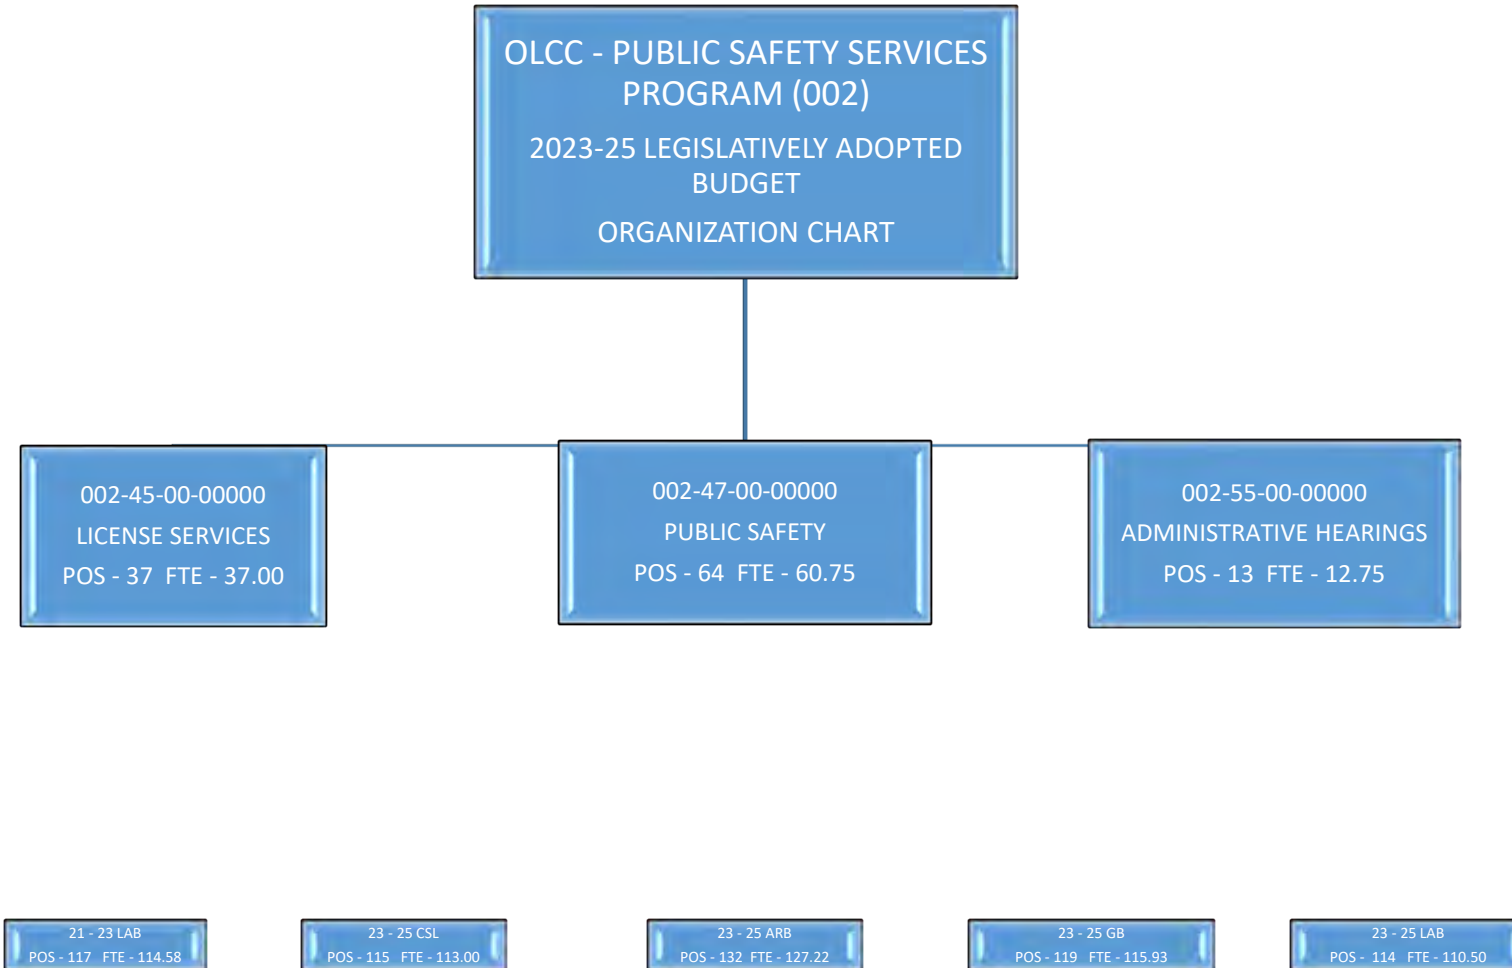 OLCC - PUBLIC SAFETY SERVICES
PROGRAM (002)
2023-25 LEGISLATIVELY ADOPTED
BUDGET
ORGANIZATION CHART
002-45-00-00000
LICENSE SERVICES
POS - 37 FTE - 37.00
002-47-00-00000
PUBLIC SAFETY
POS - 64 FTE - 60.75
002-55-00-00000
ADMINISTRATIVE HEARINGS
POS - 13 FTE - 12.75
21 - 23 LAB
POS - 117 FTE - 114.58
23 - 25 CSL
POS - 115 FTE - 113.00
23 - 25 ARB
POS - 132 FTE - 127.22
23 - 25 GB
POS - 119 FTE - 115.93
23 - 25 LAB
POS - 114 FTE - 110.50